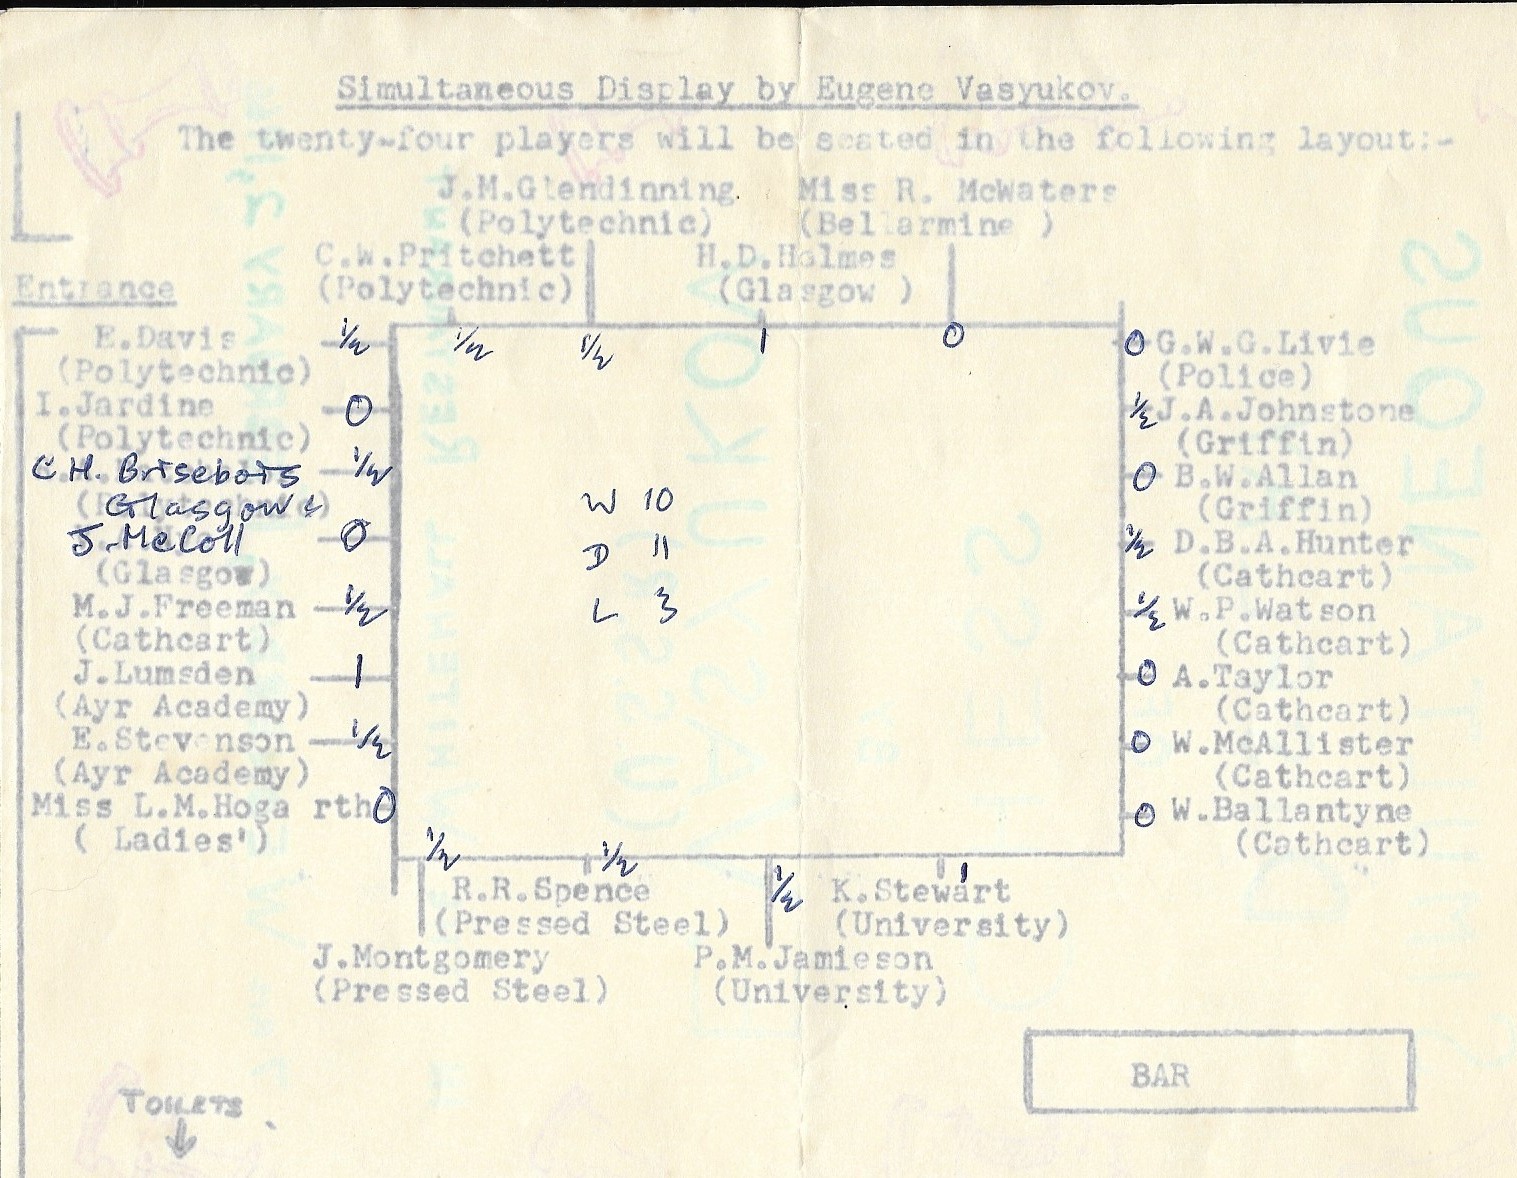 Simultaneous Display by Eugene Vasyukov.
The twenty-four players will be seated in the following layout:-
J.M.Glendinning. Miss R. McWaters
(Polytechnic) (Bellarmine )
C.W.Pritchett H.D.Holmes
(Polytechnic) (Glasgow )
Entrance
E.Davis ½ ½ ½ 1 0 0 G.W.G.Livie
(Polytechnic) (Police)
I.Jardine 0 ½ J.A.Johnstone
(Polytechnic) (Griffin)
C H. Brisebois ½ 0 B.W.Allan
Glasgow W 10 (Griffin)
J. McColl 0 D 11 ½ D.B.A.Hunter
(Glasgow) (Cathcart)
M.J.Freeman ½ L 3 ½ W.P.Watson
(Cathcart) (Cathcart)
J.Lumsden 1 0 A.Taylor
(Ayr Academy) (Cathcart)
E.Stevenson ½ 0 W.McAllister
(Ayr Academy) (Cathcart)
Miss L.M.Hoga rth 0 0 W.Ballantyne
( Ladies') (Cathcart)
½ ½ ½ 1
R.R.Spence K.Stewart
(Pressed Steel) (University)
J.Montgomery P.M.Jamieson
(Pressed Steel) (University)
BAR
TOILETS